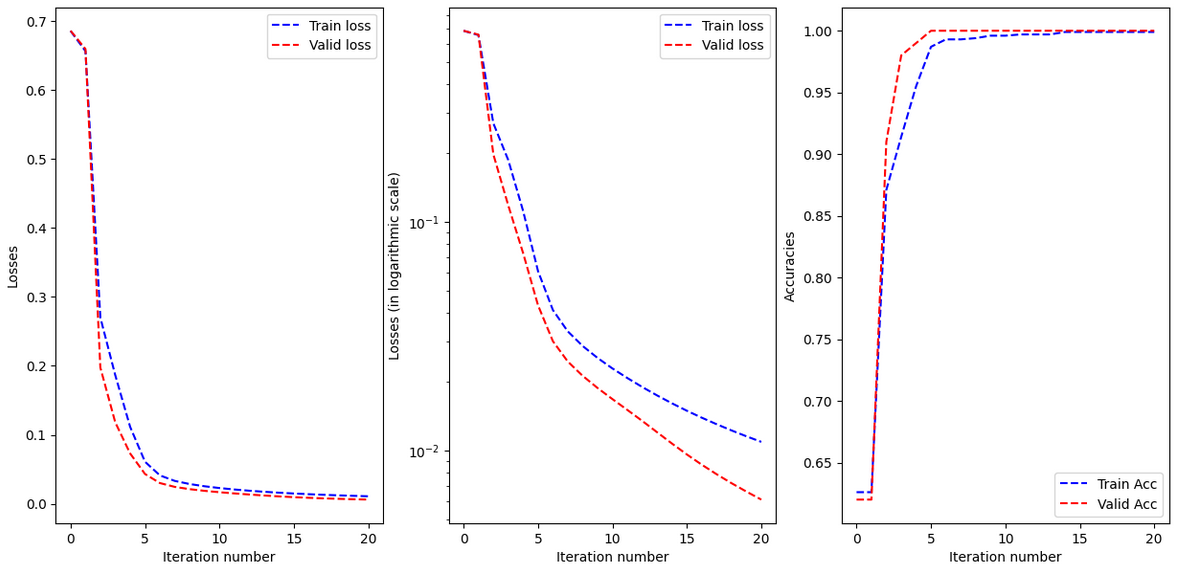 0.7
0.6
0.5
0.4
0.3
0.2
0.1
0.0
Losses
0
5
10
15
20
Iteration number
Train loss
Valid loss
10⁻¹
10⁻²
Losses (in logarithmic scale)
0
5
10
15
20
Iteration number
Train loss
Valid loss
1.00
0.95
0.90
0.85
0.80
0.75
0.70
0.65
Accuracies
0
5
10
15
20
Iteration number
Train Acc
Valid Acc